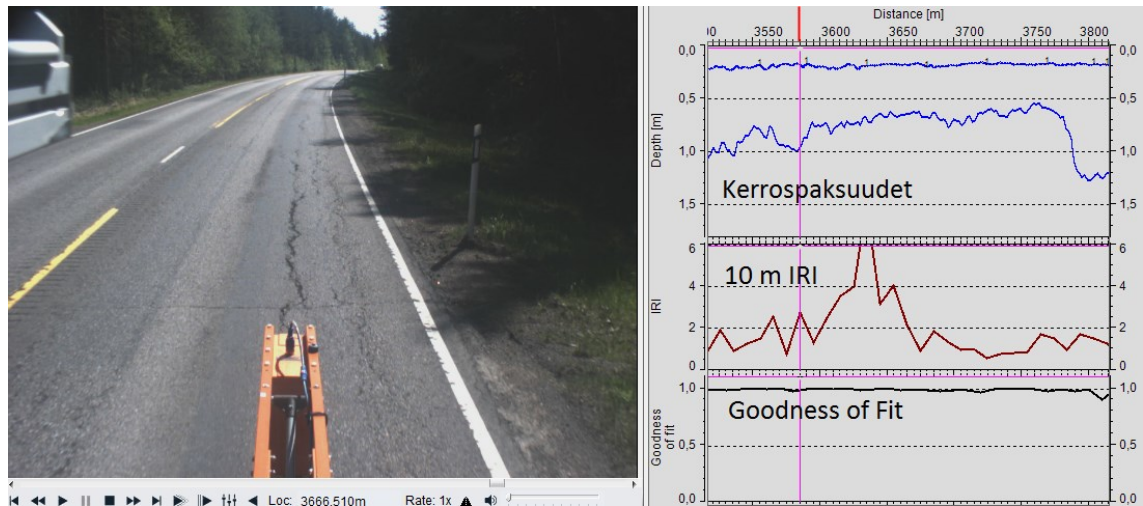 Distance [m]
00 3550 3600 3650 3700 3750 3800
0,0 0,0
0,5 0,5
Depth [m]
1,0 1,0
Kerrospaksuudet
1,5 1,5
6 6
10 m IRI
4 4
IRI
2 2
0 0
1,0 1,0
Goodness of Fit
Goodness
of fit
0,5 0,5
0,0 0,0
Loc: 3666,510m Rate: 1x